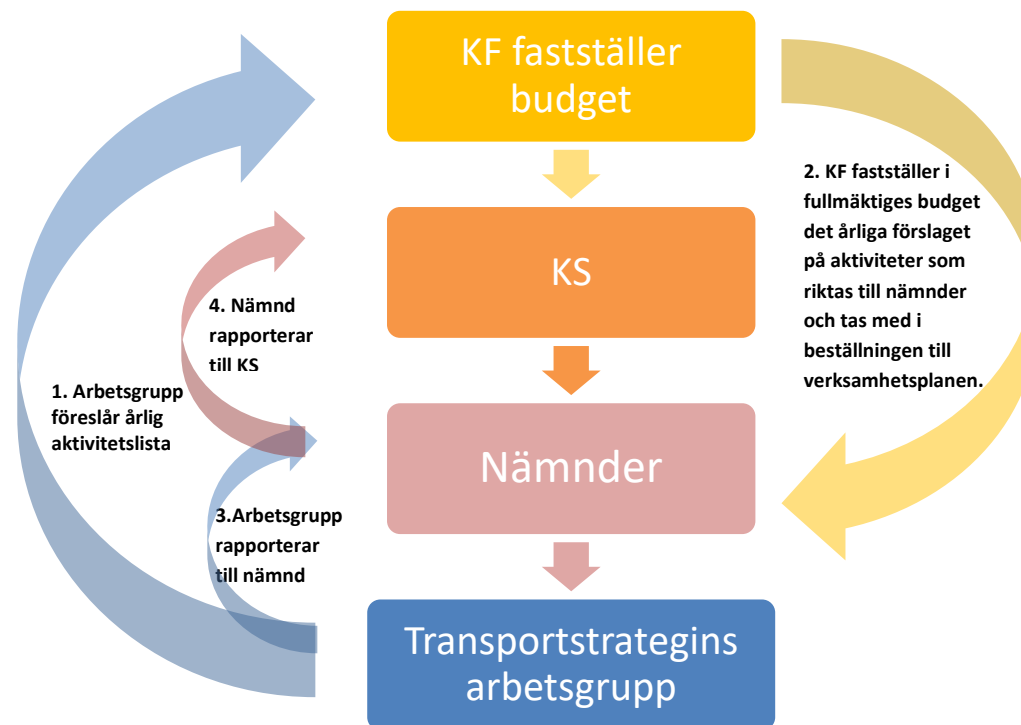 KF fastställer
budget
KS
Nämnder
Transportstrategins
arbetsgrupp
1. Arbetsgrupp
föreslår årlig
aktivitetslista
2. KF fastställer i
fullmäktiges budget
det årliga förslaget
på aktiviteter som
riktas till nämnder
och tas med i
beställningen till
verksamhetsplanen.
3.Arbetsgrupp
rapporterar
till nämnd
4. Nämnd
rapporterar
till KS